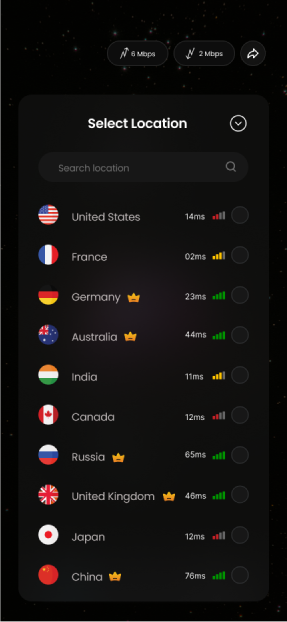 6 Mbps 2 Mbps
Select Location
Search location
United States 14ms
France 02ms
Germany 23ms
Australia 44ms
India 11ms
Canada 12ms
Russia 65ms
United Kingdom 46ms
Japan 12ms
China 76ms